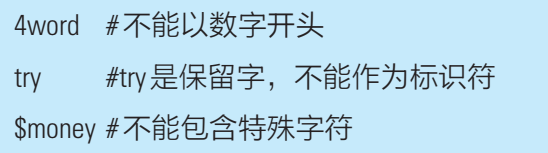 4word #不能以数字开头
try #try是保留字，不能作为标识符
$money #不能包含特殊字符